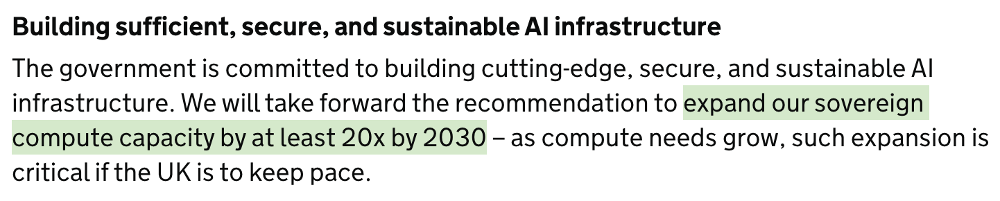 Building sufficient, secure, and sustainable AI infrastructure
The government is committed to building cutting-edge, secure, and sustainable AI
infrastructure. We will take forward the recommendation to expand our sovereign
compute capacity by at least 20x by 2030 – as compute needs grow, such expansion is
critical if the UK is to keep pace.